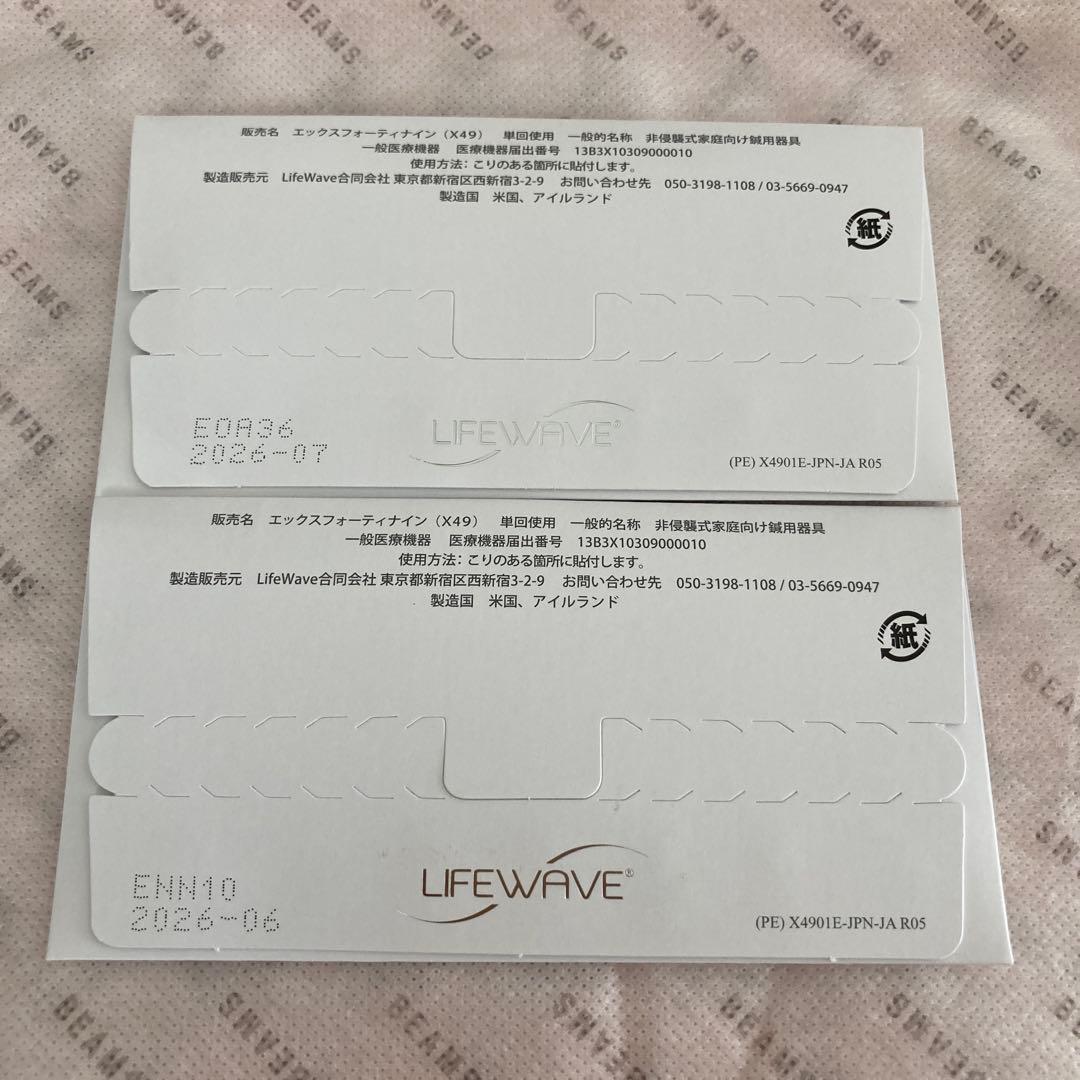 販売名 エックスフォーティナイン（X49） 単回使用 一般的名称 非侵襲式家庭向け鍼用器具
一般医療機器 医療機器届出番号 13B3X10309000010
使用方法：こりのある箇所に貼付します。
製造販売元 LifeWave合同会社 東京都新宿区西新宿3-2-9 お問い合わせ先 050-3198-1108 / 03-5669-0947
製造国 米国、アイルランド
紙
EOA36
2026-07
LIFEWAVE®
(PE) X4901E-JPN-JA R05
販売名 エックスフォーティナイン（X49） 単回使用 一般的名称 非侵襲式家庭向け鍼用器具
一般医療機器 医療機器届出番号 13B3X10309000010
使用方法：こりのある箇所に貼付します。
製造販売元 LifeWave合同会社 東京都新宿区西新宿3-2-9 お問い合わせ先 050-3198-1108 / 03-5669-0947
製造国 米国、アイルランド
紙
ENN10
2026-06
LIFEWAVE®
(PE) X4901E-JPN-JA R05
BEAMS